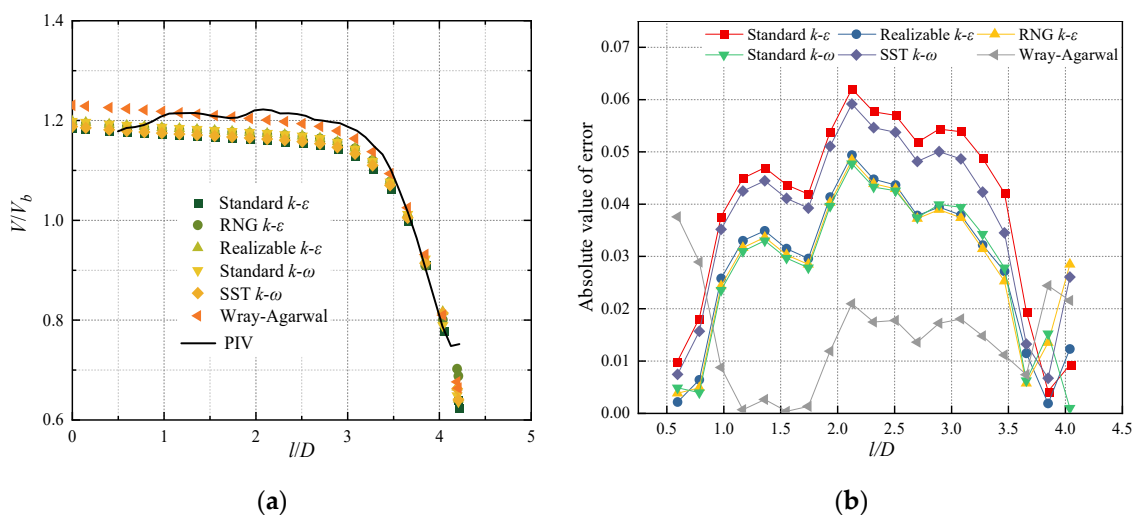 1.4
1.2
1.0
0.8
0.6
0 1 2 3 4 5
V/V_b
l/D
Standard k-ε
RNG k-ε
Realizable k-ε
Standard k-ω
SST k-ω
Wray-Agarwal
PIV
(a)
Standard k-ε Realizable k-ε RNG k-ε
Standard k-ω SST k-ω Wray-Agarwal
0.07
0.06
0.05
0.04
0.03
0.02
0.01
0.00
0.5 1.0 1.5 2.0 2.5 3.0 3.5 4.0 4.5
Absolute value of error
l/D
(b)